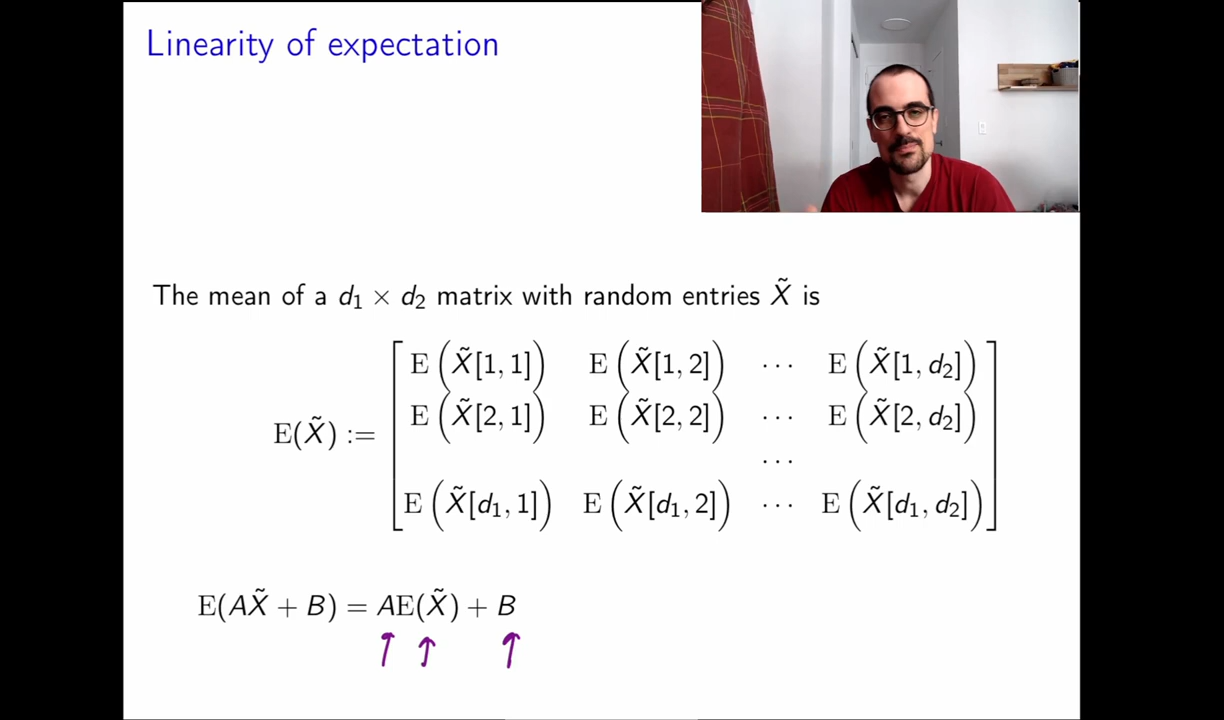 Linearity of expectation
The mean of a d₁ × d₂ matrix with random entries X̃ is
E(X̃) := [ E(X̃[1, 1]) E(X̃[1, 2]) ··· E(X̃[1, d₂])
E(X̃[2, 1]) E(X̃[2, 2]) ··· E(X̃[2, d₂])
···
E(X̃[d₁, 1]) E(X̃[d₁, 2]) ··· E(X̃[d₁, d₂]) ]
E(AX̃ + B) = AE(X̃) + B